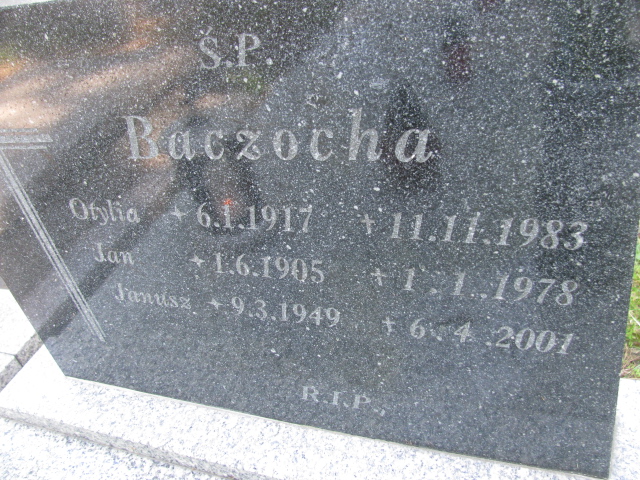 Ś.P.
Baczocha
Otylia + 6.1.1917 + 11.11.1983
Jan + 1.6.1905 + 1.1.1978
Janusz + 9.3.1949 + 6.4.2001
R.I.P.